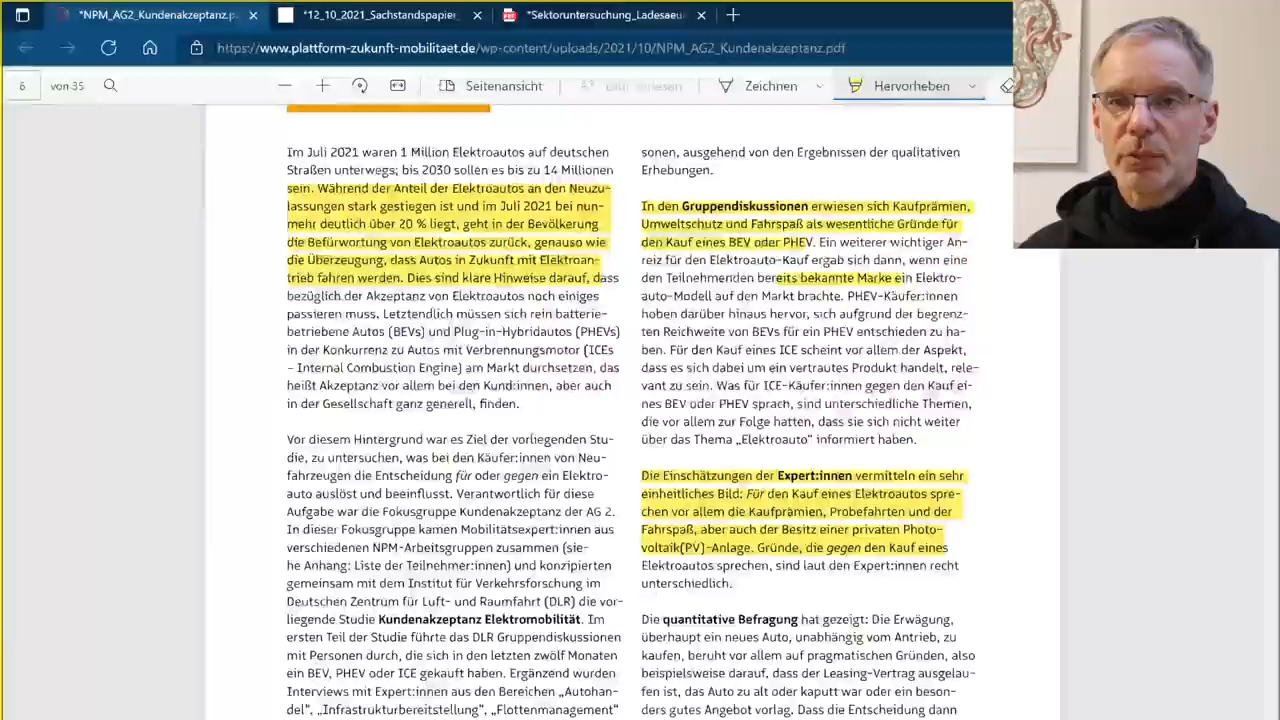 *NPM_AG2_Kundenakzeptanz.p
*12_10_2021_Sachstandspapier_
*Sektoruntersuchung_Ladesaeu
https://www.plattform-zukunft-mobilitaet.de/wp-content/uploads/2021/10/NPM_AG2_Kundenakzeptanz.pdf
6 von 35
Seitenansicht
Laut vorlesen
Zeichnen
Hervorheben
Im Juli 2021 waren 1 Million Elektroautos auf deutschen
Straßen unterwegs; bis 2030 sollen es bis zu 14 Millionen
sein. Während der Anteil der Elektroautos an den Neuzu-
lassungen stark gestiegen ist und im Juli 2021 bei nun-
mehr deutlich über 20 % liegt, geht in der Bevölkerung
die Befürwortung von Elektroautos zurück, genauso wie
die Überzeugung, dass Autos in Zukunft mit Elektroan-
trieb fahren werden. Dies sind klare Hinweise darauf, dass
bezüglich der Akzeptanz von Elektroautos noch einiges
passieren muss. Letztendlich müssen sich rein batterie-
betriebene Autos (BEVs) und Plug-in-Hybridautos (PHEVs)
in der Konkurrenz zu Autos mit Verbrennungsmotor (ICEs
– Internal Combustion Engine) am Markt durchsetzen, das
heißt Akzeptanz vor allem bei den Kund:innen, aber auch
in der Gesellschaft ganz generell, finden.
Vor diesem Hintergrund war es Ziel der vorliegenden Stu-
die, zu untersuchen, was bei den Käufer:innen von Neu-
fahrzeugen die Entscheidung für oder gegen ein Elektro-
auto auslöst und beeinflusst. Verantwortlich für diese
Aufgabe war die Fokusgruppe Kundenakzeptanz der AG 2.
In dieser Fokusgruppe kamen Mobilitätsexpert:innen aus
verschiedenen NPM-Arbeitsgruppen zusammen (sie-
he Anhang: Liste der Teilnehmer:innen) und konzipierten
gemeinsam mit dem Institut für Verkehrsforschung im
Deutschen Zentrum für Luft- und Raumfahrt (DLR) die vor-
liegende Studie Kundenakzeptanz Elektromobilität. Im
ersten Teil der Studie führte das DLR Gruppendiskussionen
mit Personen durch, die sich in den letzten zwölf Monaten
ein BEV, PHEV oder ICE gekauft haben. Ergänzend wurden
Interviews mit Expert:innen aus den Bereichen „Autohan-
del“, „Infrastrukturbereitstellung“, „Flottenmanagement“
sonen, ausgehend von den Ergebnissen der qualitativen
Erhebungen.
In den Gruppendiskussionen erwiesen sich Kaufprämien,
Umweltschutz und Fahrspaß als wesentliche Gründe für
den Kauf eines BEV oder PHEV. Ein weiterer wichtiger An-
reiz für den Elektroauto-Kauf ergab sich dann, wenn eine
den Teilnehmenden bereits bekannte Marke ein Elektro-
auto-Modell auf den Markt brachte. PHEV-Käufer:innen
hoben darüber hinaus hervor, sich aufgrund der begrenz-
ten Reichweite von BEVs für ein PHEV entschieden zu ha-
ben. Für den Kauf eines ICE scheint vor allem der Aspekt,
dass es sich dabei um ein vertrautes Produkt handelt, rele-
vant zu sein. Was für ICE-Käufer:innen gegen den Kauf ei-
nes BEV oder PHEV sprach, sind unterschiedliche Themen,
die vor allem zur Folge hatten, dass sie sich nicht weiter
über das Thema „Elektroauto“ informiert haben.
Die Einschätzungen der Expert:innen vermitteln ein sehr
einheitliches Bild: Für den Kauf eines Elektroautos spre-
chen vor allem die Kaufprämien, Probefahrten und der
Fahrspaß, aber auch der Besitz einer privaten Photo-
voltaik(PV)-Anlage. Gründe, die gegen den Kauf eines
Elektroautos sprechen, sind laut den Expert:innen recht
unterschiedlich.
Die quantitative Befragung hat gezeigt: Die Erwägung,
überhaupt ein neues Auto, unabhängig vom Antrieb, zu
kaufen, beruht vor allem auf pragmatischen Gründen, also
beispielsweise darauf, dass der Leasing-Vertrag ausgelau-
fen ist, das Auto zu alt oder kaputt war oder ein beson-
ders gutes Angebot vorlag. Dass die Entscheidung dann